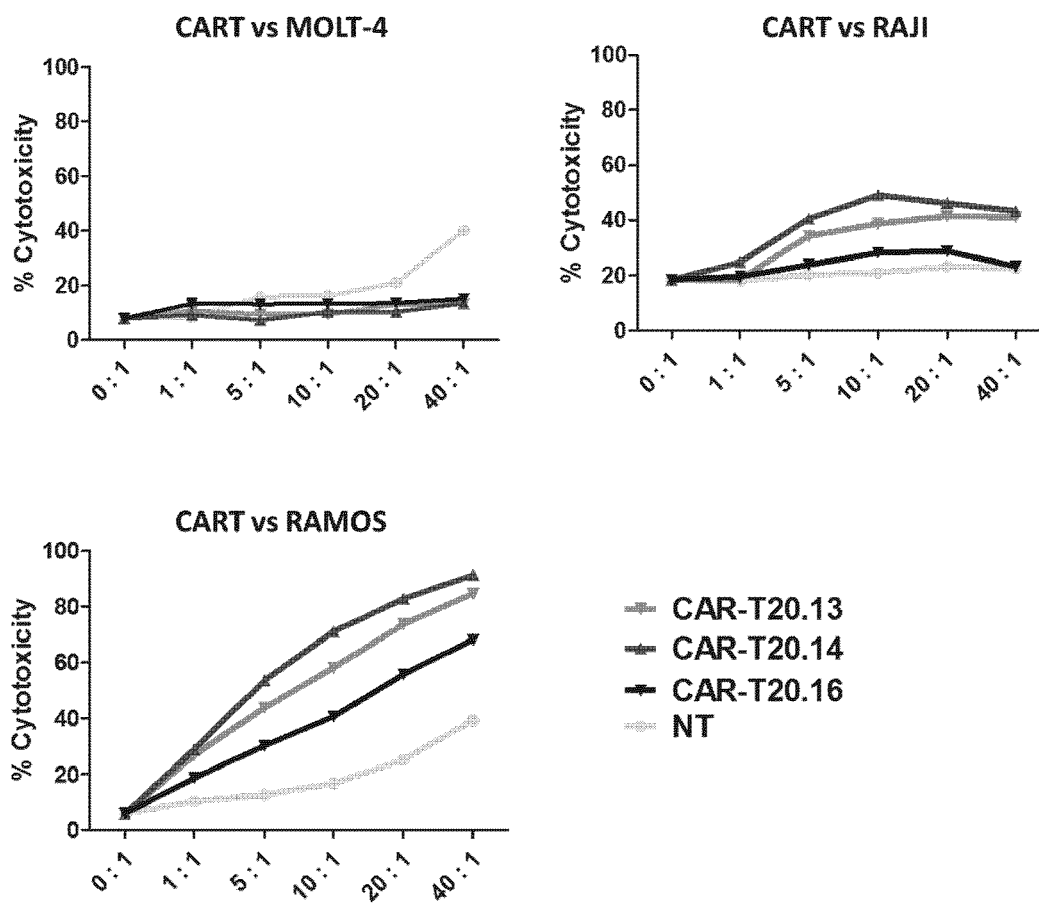 CART vs MOLT-4
100
80
60
40
20
0
% Cytotoxicity
0 : 1
1 : 1
5 : 1
10 : 1
20 : 1
40 : 1
CART vs RAJI
100
80
60
40
20
0
% Cytotoxicity
0 : 1
1 : 1
5 : 1
10 : 1
20 : 1
40 : 1
CART vs RAMOS
100
80
60
40
20
0
% Cytotoxicity
0 : 1
1 : 1
5 : 1
10 : 1
20 : 1
40 : 1
CAR-T20.13
CAR-T20.14
CAR-T20.16
NT